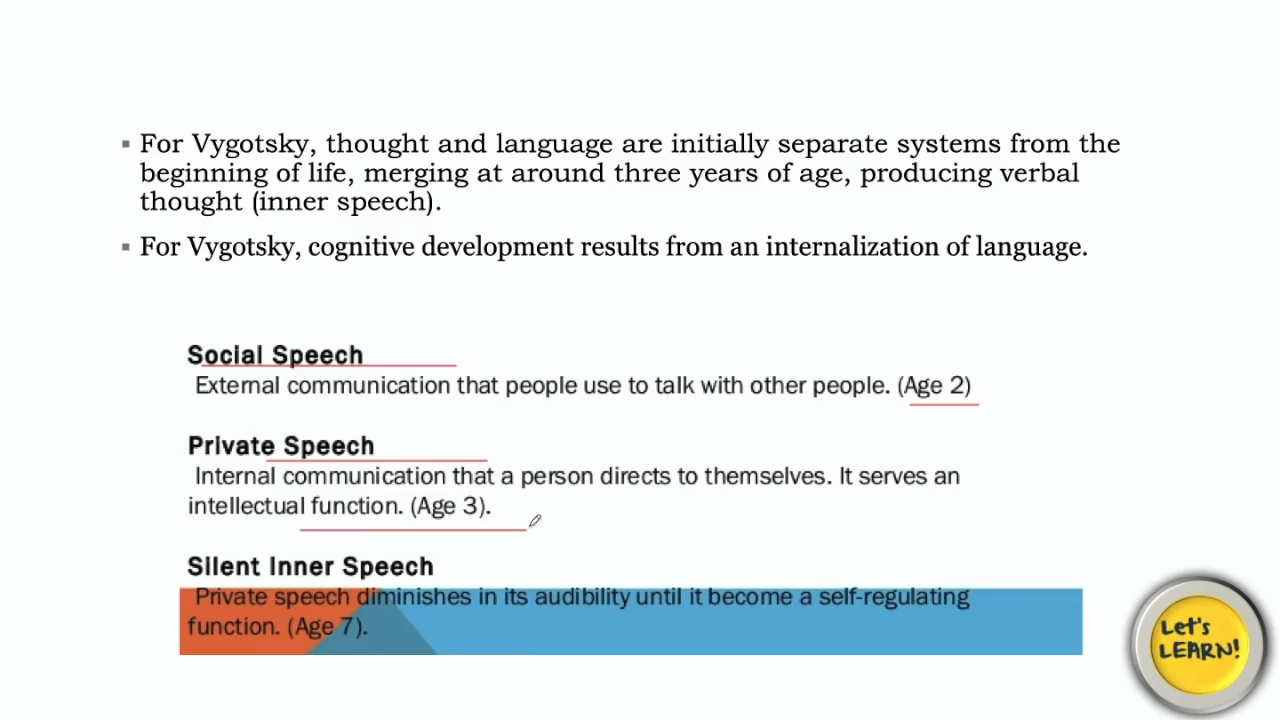 For Vygotsky, thought and language are initially separate systems from the
beginning of life, merging at around three years of age, producing verbal
thought (inner speech).
For Vygotsky, cognitive development results from an internalization of language.
Social Speech
External communication that people use to talk with other people. (Age 2)
Private Speech
Internal communication that a person directs to themselves. It serves an
intellectual function. (Age 3).
Silent Inner Speech
Private speech diminishes in its audibility until it become a self-regulating
function. (Age 7).
Let's
LEARN!